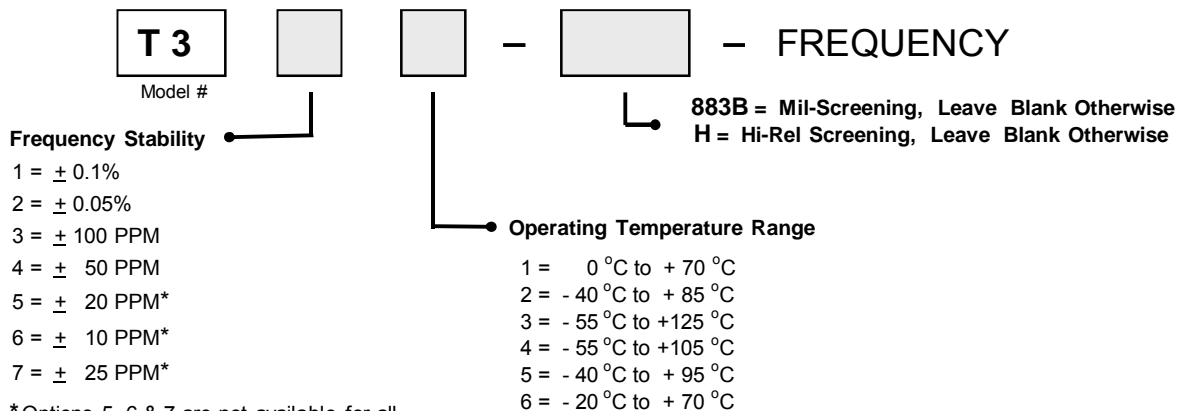 T 3 – – FREQUENCY
Model #
883B = Mil-Screening, Leave Blank Otherwise
H = Hi-Rel Screening, Leave Blank Otherwise
Frequency Stability
1 = ± 0.1%
2 = ± 0.05%
3 = ± 100 PPM
4 = ± 50 PPM
5 = ± 20 PPM*
6 = ± 10 PPM*
7 = ± 25 PPM*
*Options 5, 6 & 7 are not available for all
Operating Temperature Range
1 = 0 °C to + 70 °C
2 = - 40 °C to + 85 °C
3 = - 55 °C to +125 °C
4 = - 55 °C to +105 °C
5 = - 40 °C to + 95 °C
6 = - 20 °C to + 70 °C